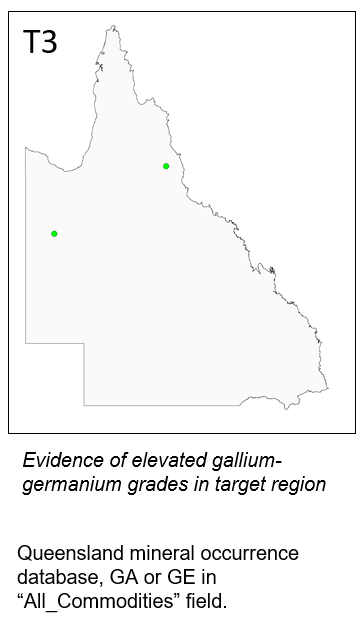 T3
Evidence of elevated gallium-
germanium grades in target region
Queensland mineral occurrence
database, GA or GE in
“All_Commodities” field.